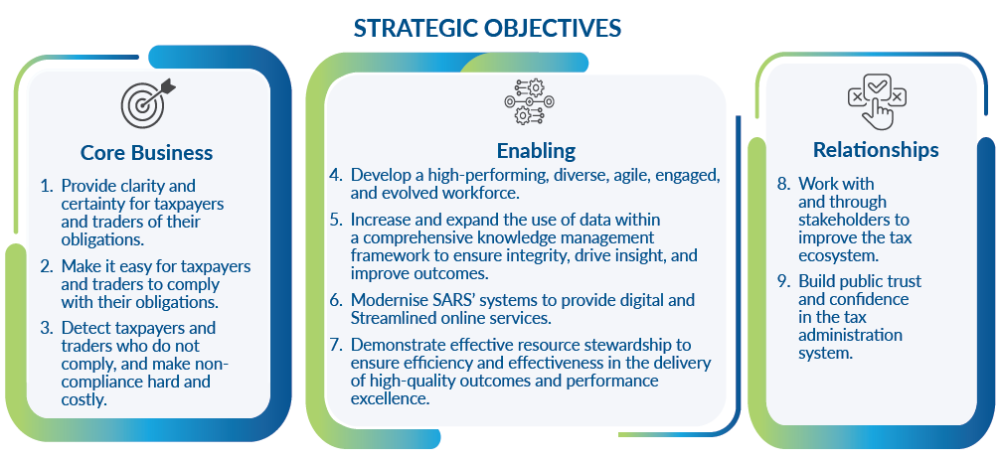 STRATEGIC OBJECTIVES
Core Business
1. Provide clarity and
certainty for taxpayers
and traders of their
obligations.
2. Make it easy for taxpayers
and traders to comply
with their obligations.
3. Detect taxpayers and
traders who do not
comply, and make non-
compliance hard and
costly.
Enabling
4. Develop a high-performing, diverse, agile, engaged,
and evolved workforce.
5. Increase and expand the use of data within
a comprehensive knowledge management
framework to ensure integrity, drive insight, and
improve outcomes.
6. Modernise SARS’ systems to provide digital and
Streamlined online services.
7. Demonstrate effective resource stewardship to
ensure efficiency and effectiveness in the delivery
of high-quality outcomes and performance
excellence.
Relationships
8. Work with
and through
stakeholders to
improve the tax
ecosystem.
9. Build public trust
and confidence
in the tax
administration
system.